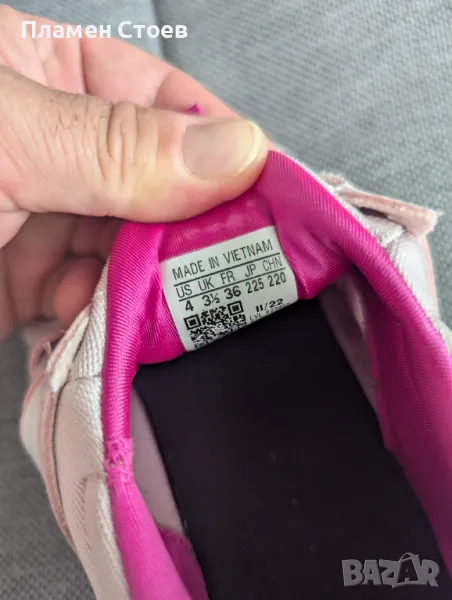 Пламен Стоев
MADE IN VIETNAM
US UK FR JP CHN
4 3½ 36 225 220
11/22
BAZAR